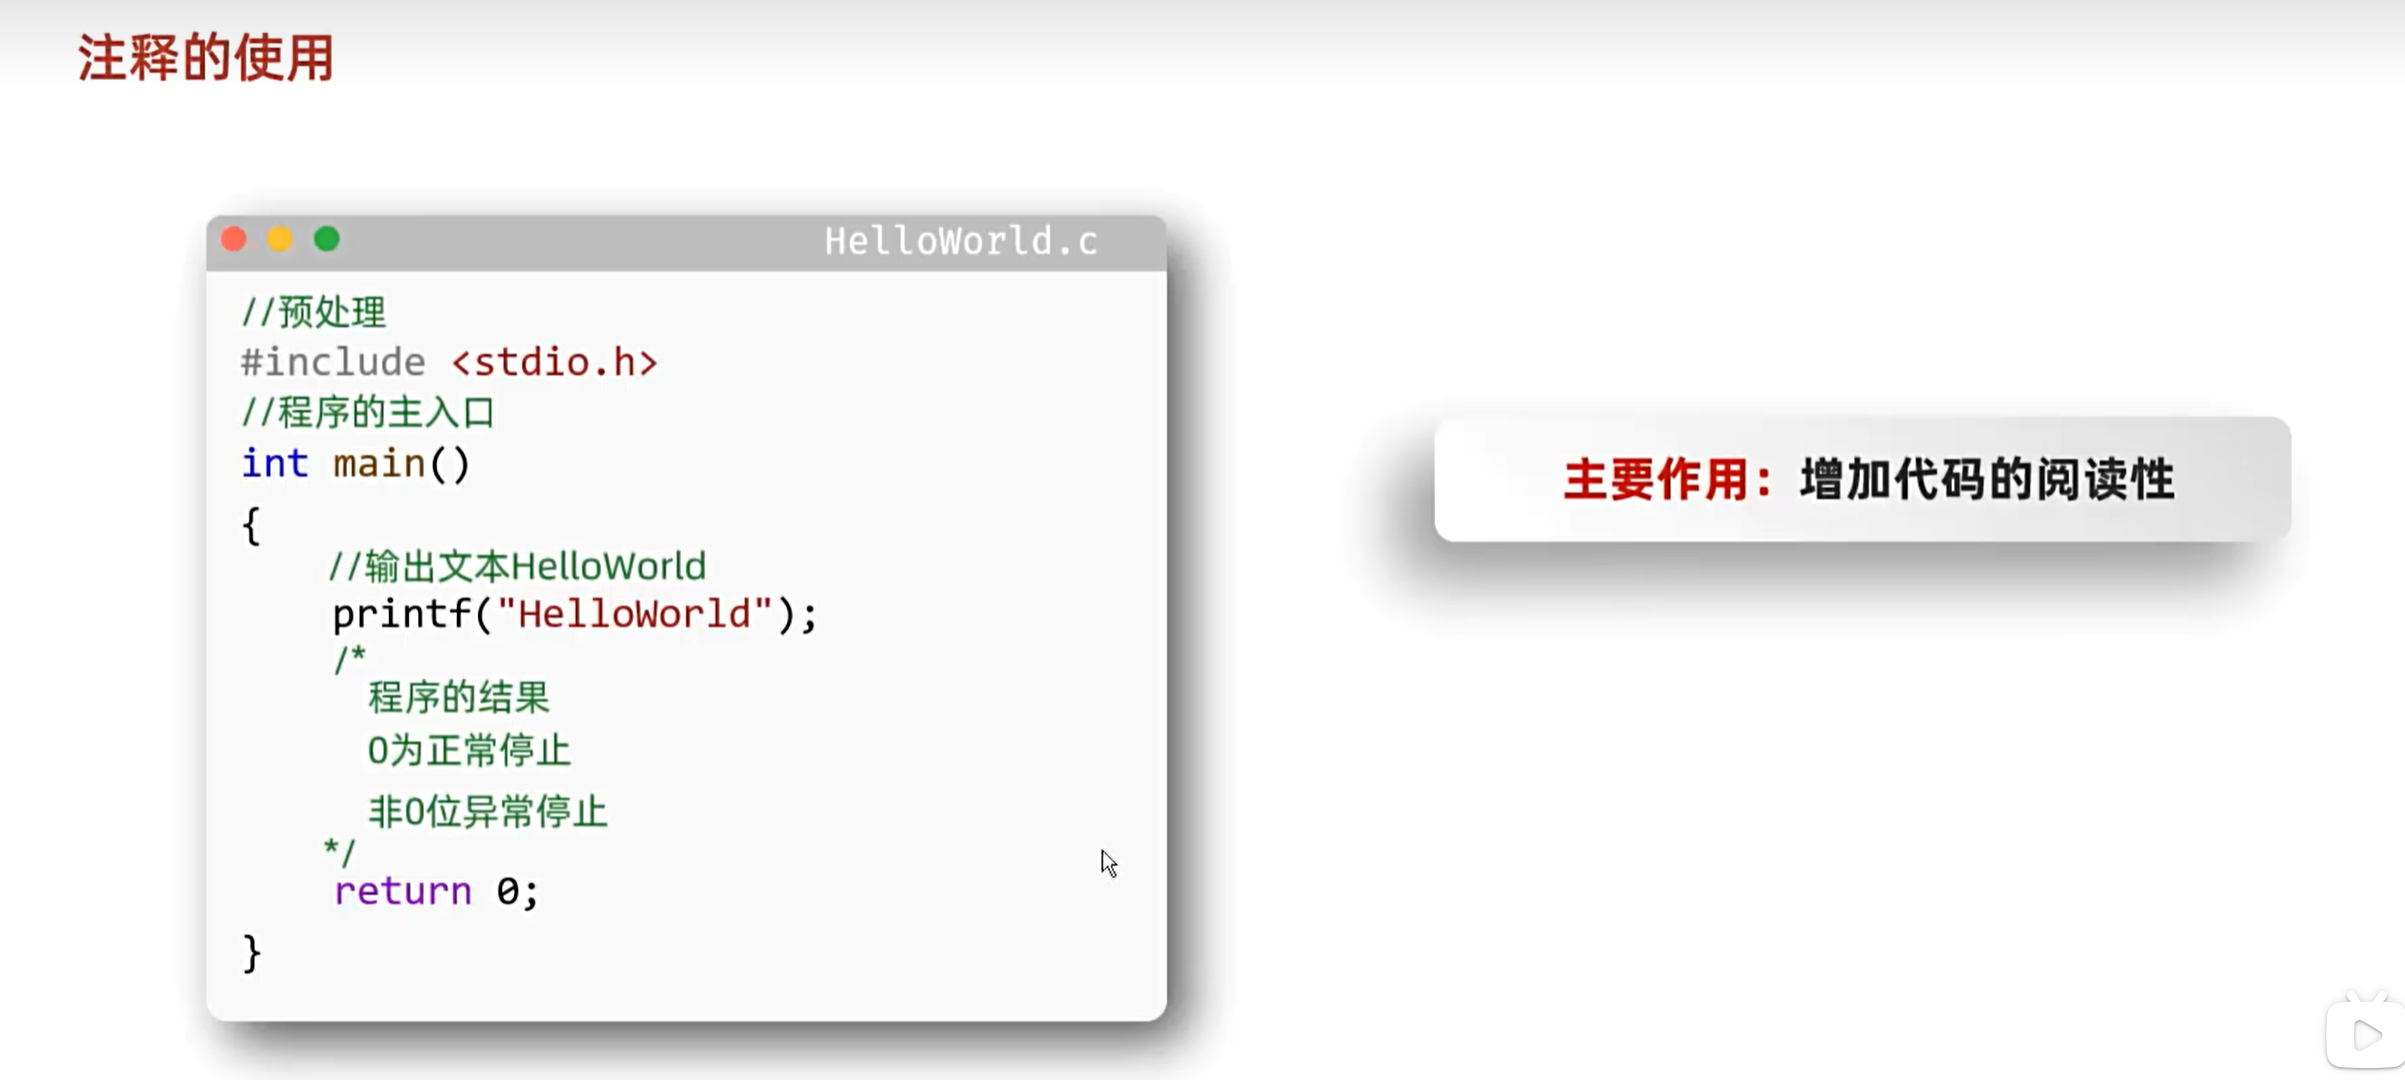 注释的使用
HelloWorld.c
//预处理
#include <stdio.h>
//程序的主入口
int main()
{
//输出文本HelloWorld
printf("HelloWorld");
/*
程序的结果
0为正常停止
非0位异常停止
*/
return 0;
}
主要作用：增加代码的阅读性